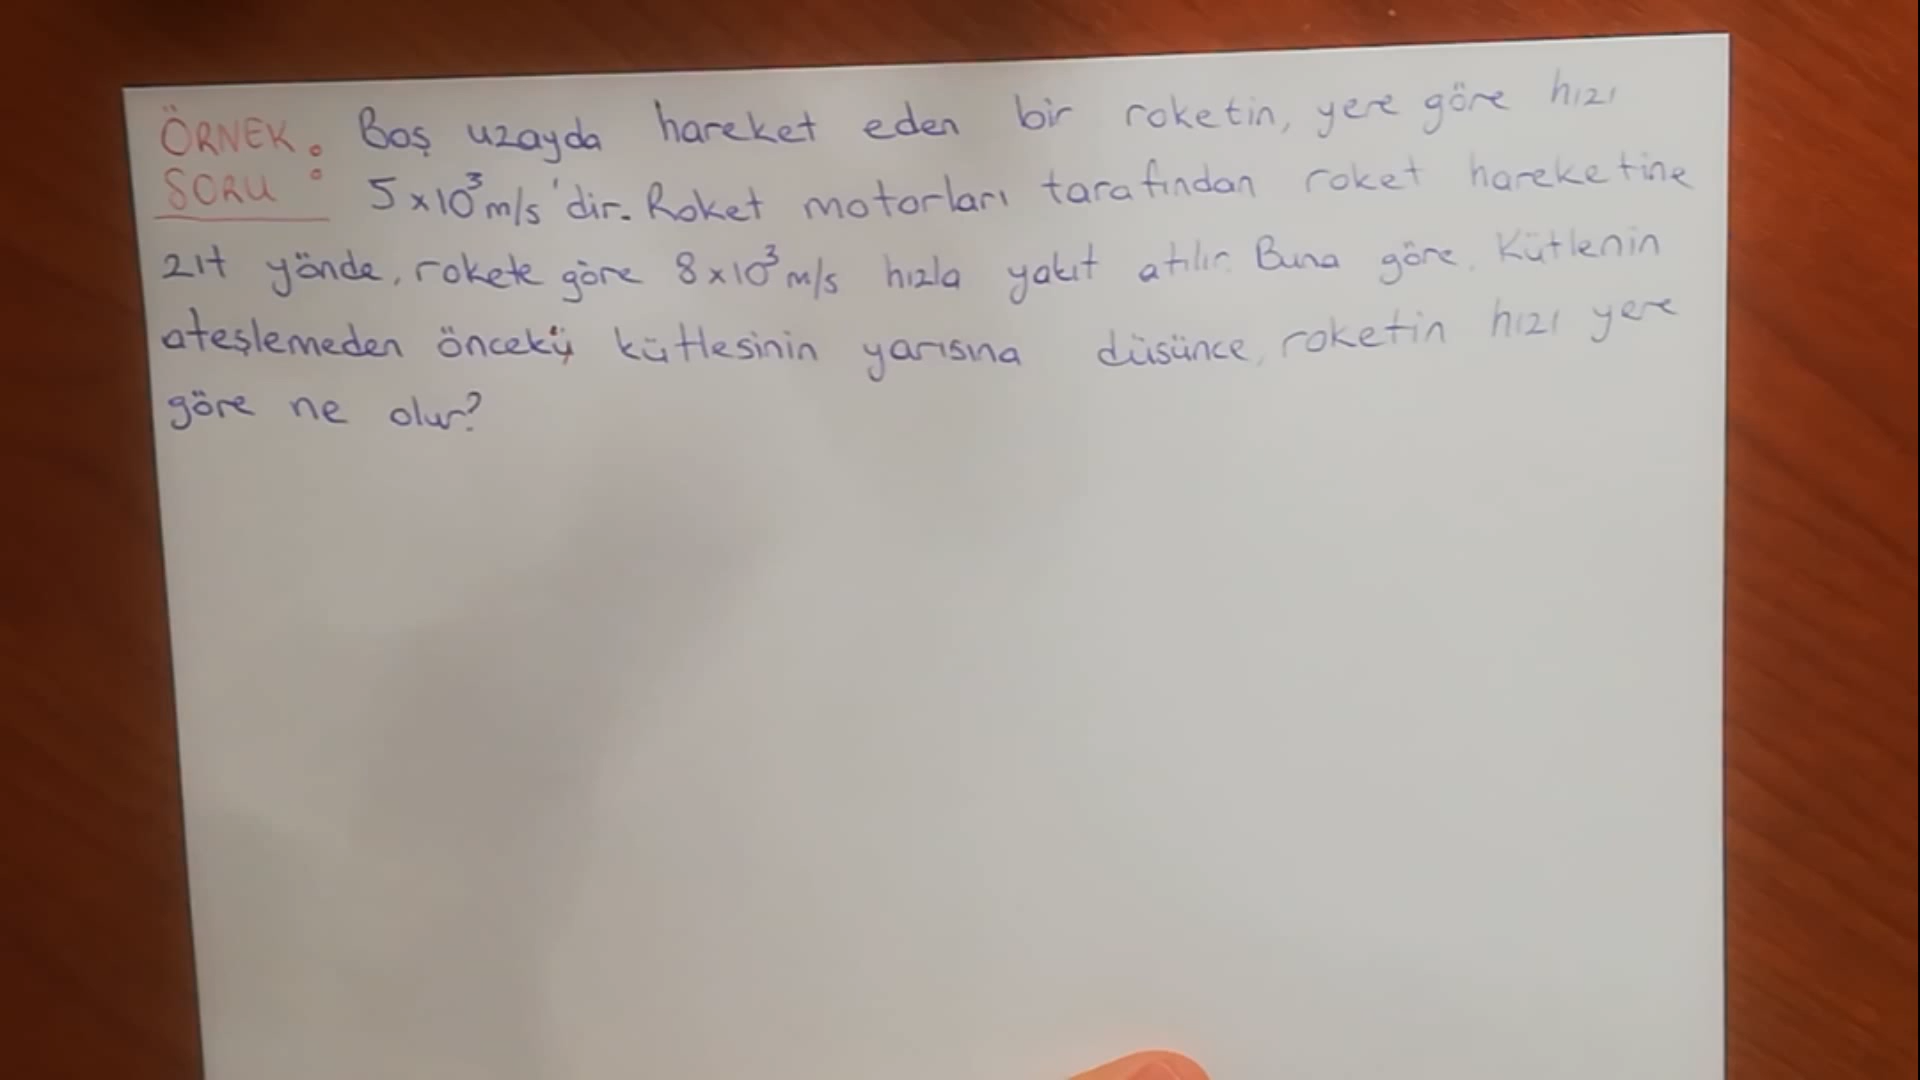 ÖRNEK : Boş uzayda hareket eden bir roketin, yere göre hızı
SORU 5x10³ m/s'dir. Roket motorları tarafından roket hareketine
zıt yönde, rokete göre 8x10³ m/s hızla yakıt atılır. Buna göre, Kütlenin
ateşlemeden önceki kütlesinin yarısına düsünce, roketin hızı yere
göre ne olur?